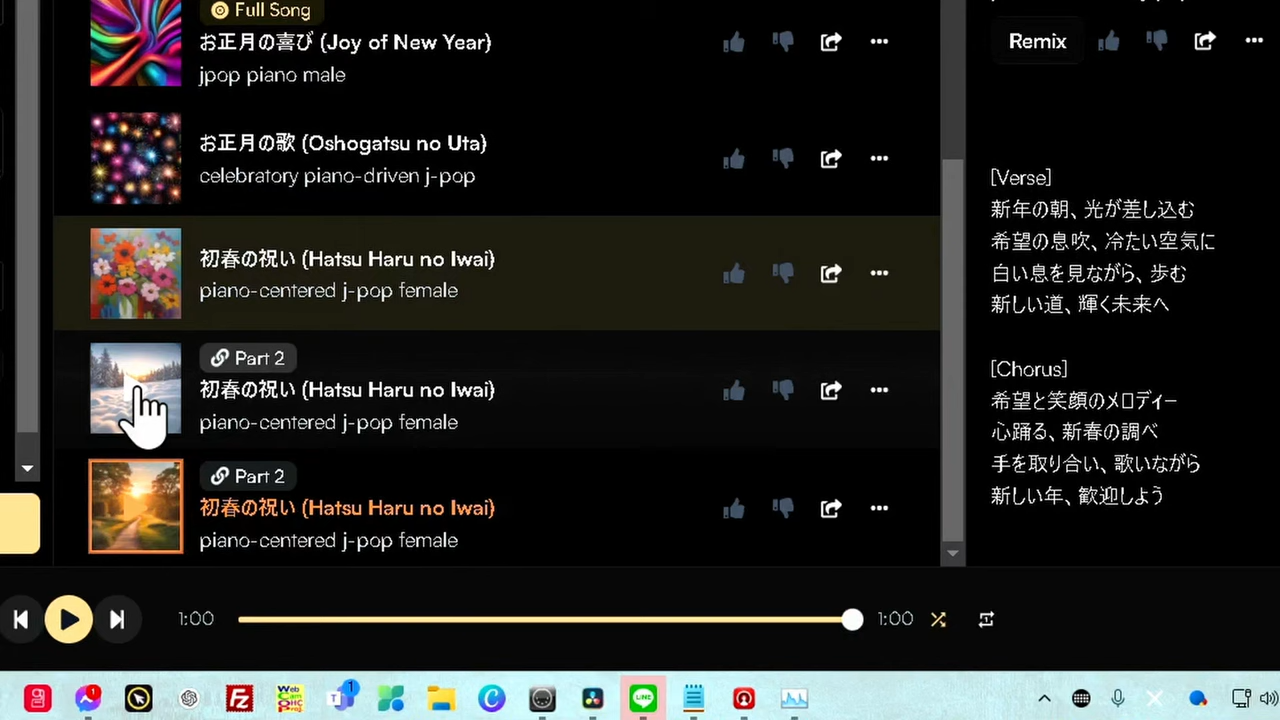 Full Song
お正月の喜び (Joy of New Year)
jpop piano male
お正月の歌 (Oshogatsu no Uta)
celebratory piano-driven j-pop
初春の祝い (Hatsu Haru no Iwai)
piano-centered j-pop female
Part 2
初春の祝い (Hatsu Haru no Iwai)
piano-centered j-pop female
Part 2
初春の祝い (Hatsu Haru no Iwai)
piano-centered j-pop female
Remix
[Verse]
新年の朝、光が差し込む
希望の息吹、冷たい空気に
白い息を見ながら、歩む
新しい道、輝く未来へ
[Chorus]
希望と笑顔のメロディー
心踊る、新春の調べ
手を取り合い、歌いながら
新しい年、歓迎しよう
1:00
1:00
1
FZ
Web
Cam
LINE
1